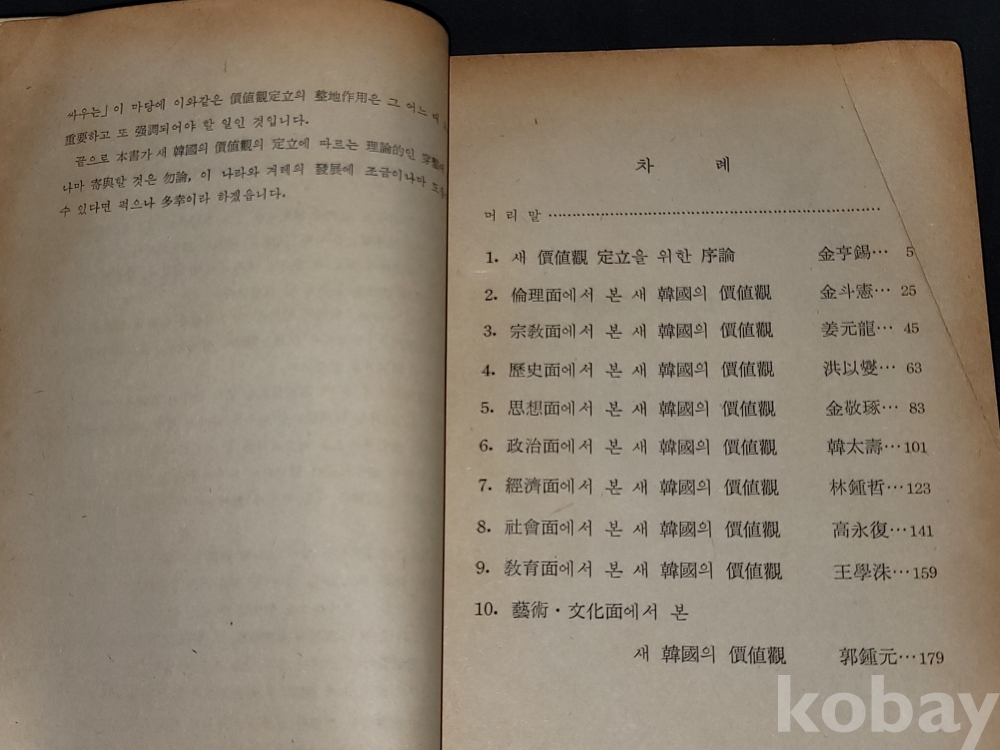 싸우는」이 마당에 이와같은 價値觀定立의 整地作用은 그 어느 때
重要하고 또 强調되어야 할 일인 것입니다.
끝으로 本書가 새 韓國의 價値觀의 定立에 따르는 理論的인
나마 寄與할 것은 勿論, 이 나라와 겨레의 發展에 조금이나마
수 있다면 퍽으나 多幸이라 하겠읍니다.
차 례
머 리 말 ⋯⋯⋯⋯⋯⋯⋯⋯⋯⋯⋯⋯⋯⋯⋯⋯
1. 새 價値觀 定立을 위한 序論 金亨錫⋯ 5
2. 倫理面에서 본 새 韓國의 價値觀 金斗憲⋯ 25
3. 宗敎面에서 본 새 韓國의 價値觀 姜元龍⋯ 45
4. 歷史面에서 본 새 韓國의 價値觀 洪以燮⋯ 63
5. 思想面에서 본 새 韓國의 價値觀 金敬琢⋯ 83
6. 政治面에서 본 새 韓國의 價値觀 韓太壽⋯101
7. 經濟面에서 본 새 韓國의 價値觀 林鍾哲⋯123
8. 社會面에서 본 새 韓國의 價値觀 高永復⋯141
9. 敎育面에서 본 새 韓國의 價値觀 王學洙⋯159
10. 藝術・文化面에서 본
새 韓國의 價値觀 郭鍾元⋯179
kobay